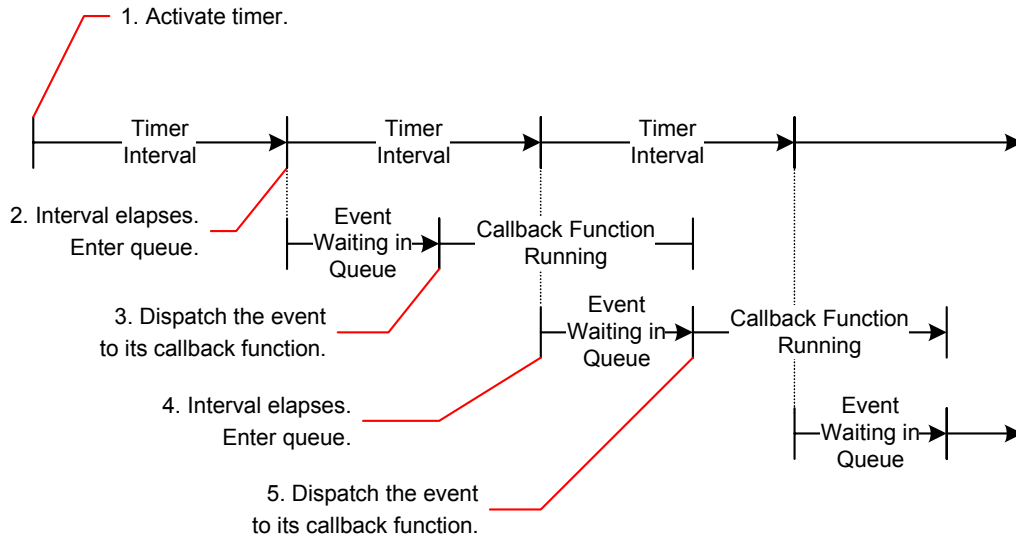 1. Activate timer.
Timer
Interval
Timer
Interval
Timer
Interval
2. Interval elapses.
Enter queue.
Event
Waiting in
Queue
Callback Function
Running
3. Dispatch the event
to its callback function.
Event
Waiting in
Queue
Callback Function
Running
4. Interval elapses.
Enter queue.
Event
Waiting in
Queue
5. Dispatch the event
to its callback function.